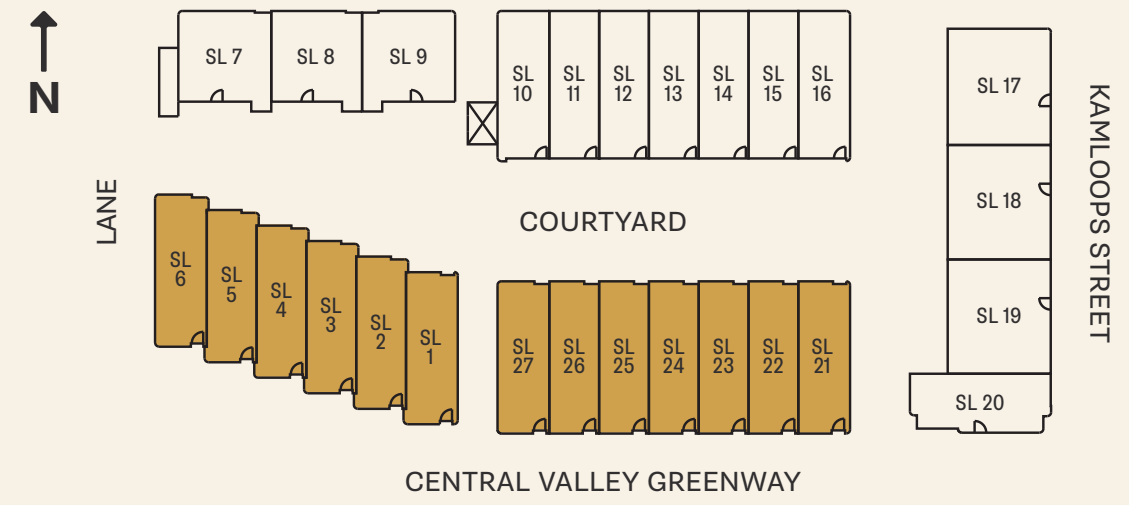 N
SL 7
SL 8
SL 9
SL
10
SL
11
SL
12
SL
13
SL
14
SL
15
SL
16
SL 17
SL 18
SL 19
SL 20
KAMLOOPS STREET
LANE
COURTYARD
SL
6
SL
5
SL
4
SL
3
SL
2
SL
1
SL
27
SL
26
SL
25
SL
24
SL
23
SL
22
SL
21
CENTRAL VALLEY GREENWAY